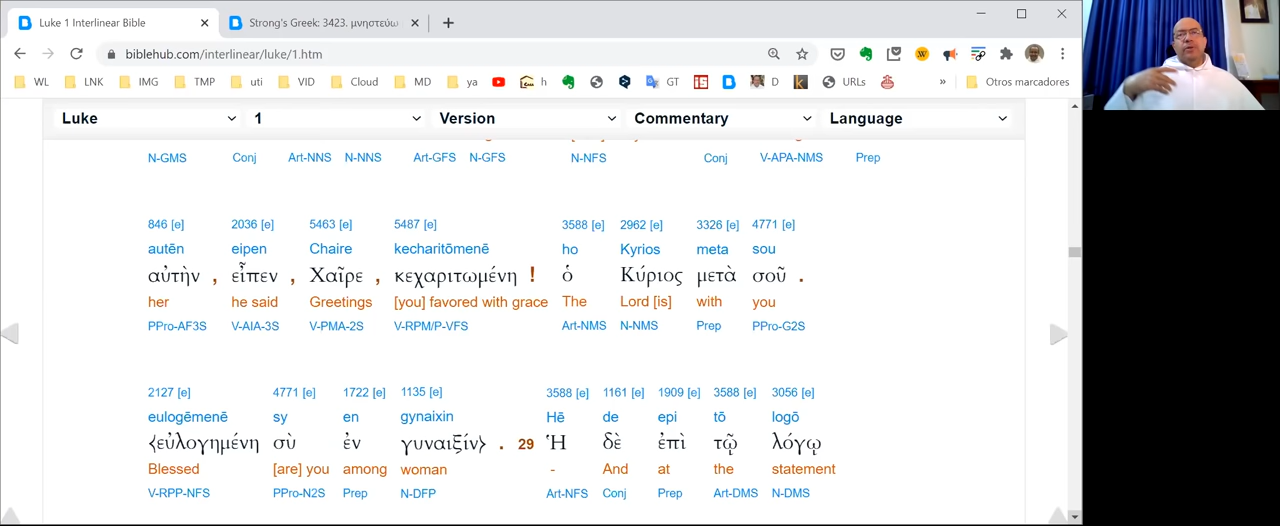 Luke 1 Interlinear Bible Strong's Greek: 3423. μνηστεύω
biblehub.com/interlinear/luke/1.htm
WL LNK IMG TMP uti VID Cloud MD ya h GT D URLs » Otros marcadores
Luke 1 Version Commentary Language
N-GMS Conj Art-NNS N-NNS Art-GFS N-GFS N-NFS Conj V-APA-NMS Prep
846 [e] 2036 [e] 5463 [e] 5487 [e] 3588 [e] 2962 [e] 3326 [e] 4771 [e]
autēn eipen Chaire kecharitōmenē ho Kyrios meta sou
αὐτὴν , εἶπεν , Χαῖρε , κεχαριτωμένη ! ὁ Κύριος μετὰ σοῦ .
her he said Greetings [you] favored with grace The Lord [is] with you
PPro-AF3S V-AIA-3S V-PMA-2S V-RPM/P-VFS Art-NMS N-NMS Prep PPro-G2S
2127 [e] 4771 [e] 1722 [e] 1135 [e] 3588 [e] 1161 [e] 1909 [e] 3588 [e] 3056 [e]
eulogēmenē sy en gynaixin Hē de epi tō logō
⧼εὐλογημένη σὺ ἐν γυναιξίν⧽ . 29 Ἡ δὲ ἐπὶ τῷ λόγῳ
Blessed [are] you among woman - And at the statement
V-RPP-NFS PPro-N2S Prep N-DFP Art-NFS Conj Prep Art-DMS N-DMS